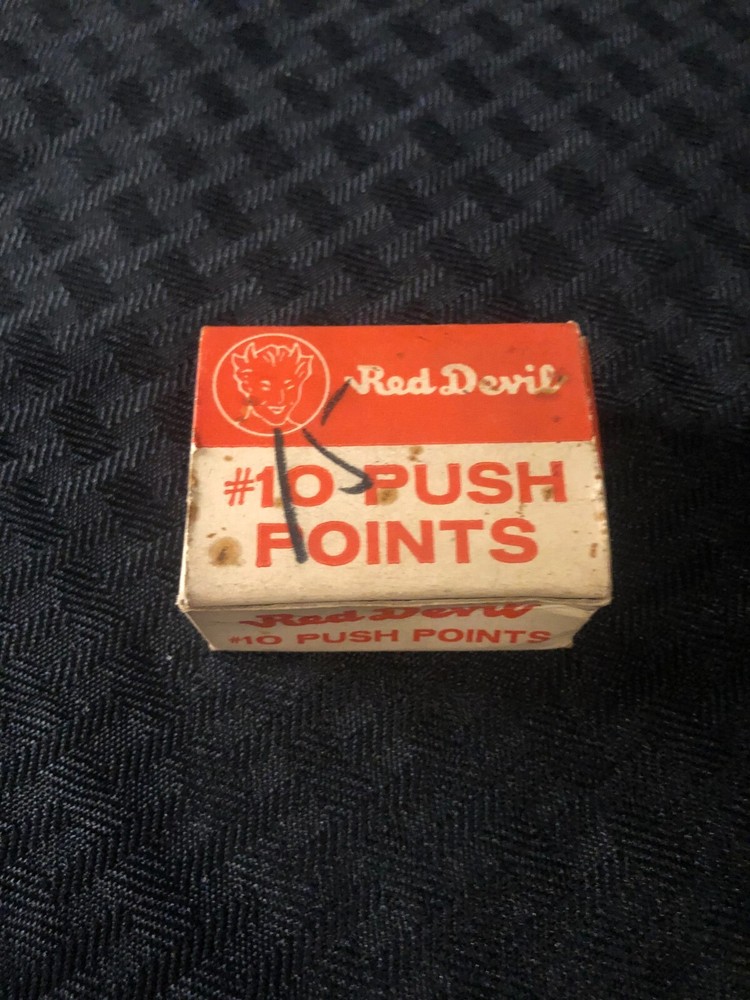 Red Devil
#10 PUSH
POINTS
Red Devil
#10 PUSH POINTS